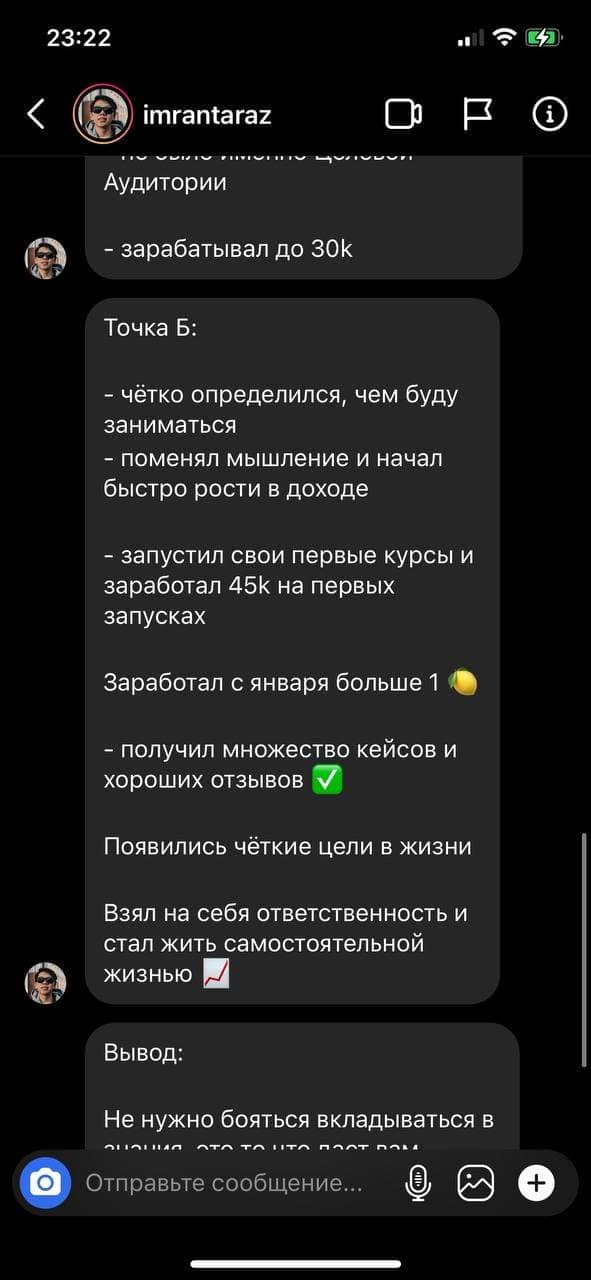 23:22
imrantaraz
Аудитории
- зарабатывал до 30k
Точка Б:
- чётко определился, чем буду
заниматься
- поменял мышление и начал
быстро рости в доходе
- запустил свои первые курсы и
заработал 45k на первых
запусках
Заработал с января больше 1 🍋
- получил множество кейсов и
хороших отзывов ✅
Появились чёткие цели в жизни
Взял на себя ответственность и
стал жить самостоятельной
жизнью 📈
Вывод:
Не нужно бояться вкладываться в
Отправьте сообщение...